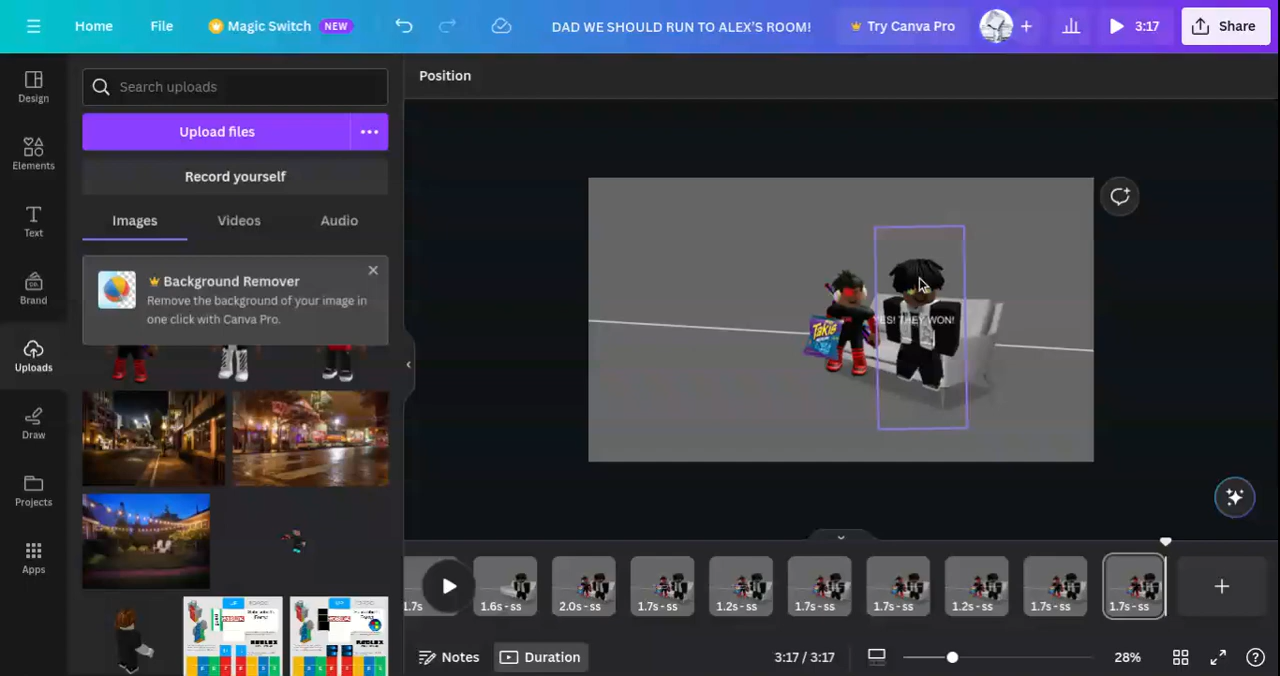 Home File Magic Switch NEW DAD WE SHOULD RUN TO ALEX'S ROOM! Try Canva Pro + 3:17 Share
Position
Design
Elements
Text
Brand
Uploads
Draw
Projects
Apps
Search uploads
Upload files
Record yourself
Images Videos Audio
Background Remover
Remove the background of your image in
one click with Canva Pro.
Takis
YES! THEY WON!
1.7s 1.6s - ss 2.0s - ss 1.7s - ss 1.2s - ss 1.7s - ss 1.7s - ss 1.2s - ss 1.7s - ss 1.7s - ss
Notes Duration 3:17 / 3:17 28%